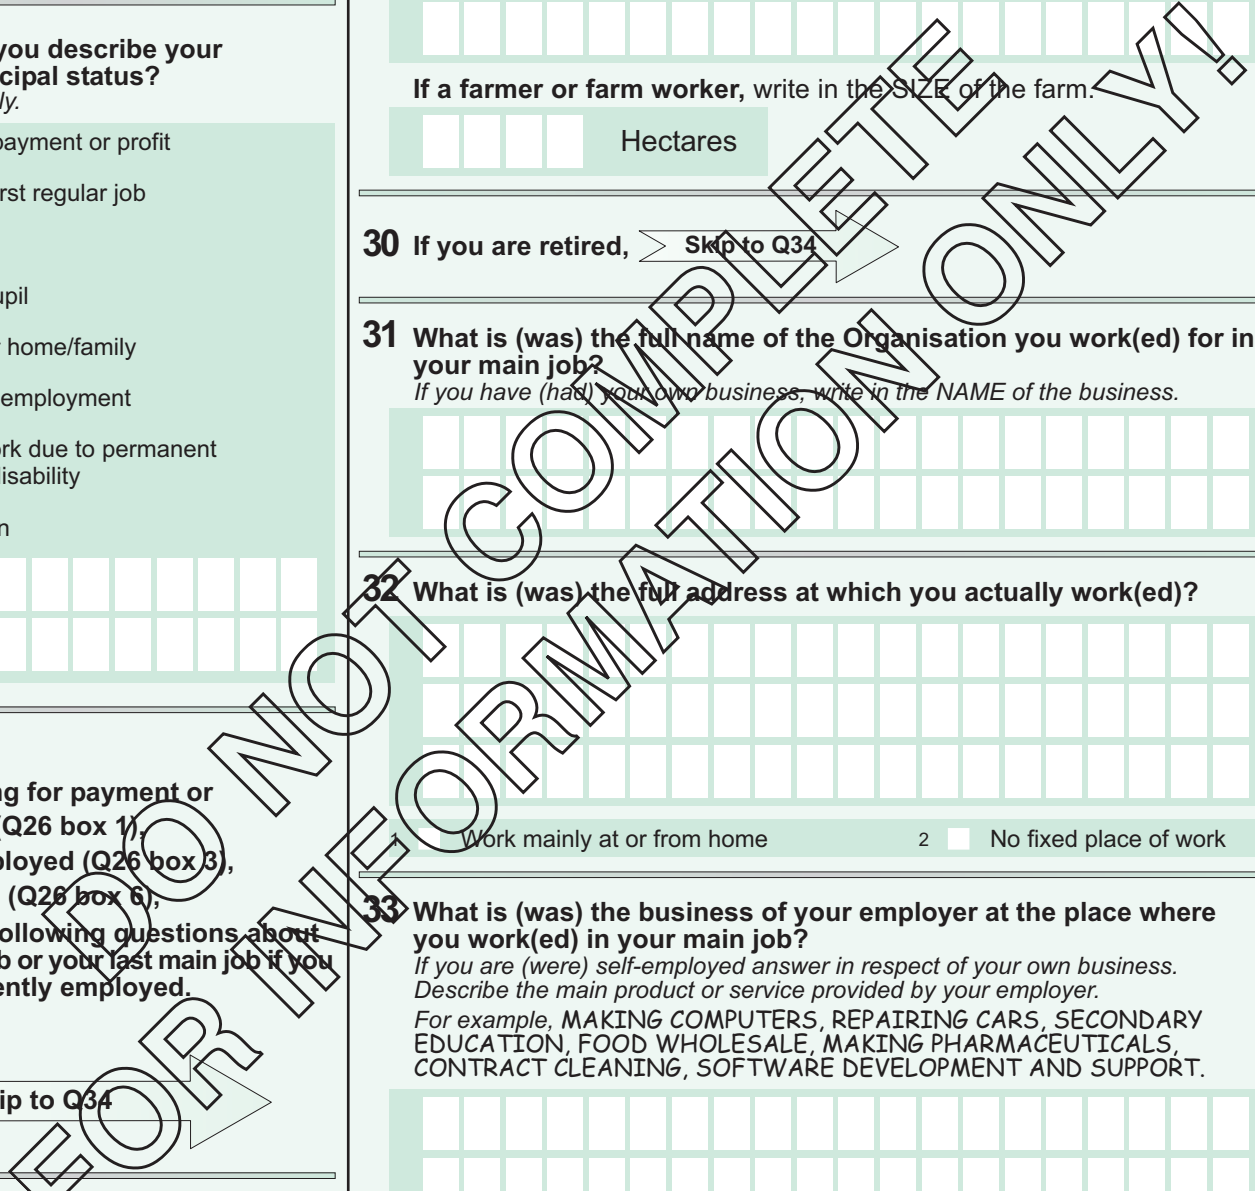 you describe your
cipal status?
ly.
payment or profit
rst regular job
upil
home/family
employment
rk due to permanent
disability
n
ng for payment or
(Q26 box 1),
ployed (Q26 box 3),
(Q26 box 6),
ollowing questions about
b or your last main job if you
ently employed.
ip to Q34
If a farmer or farm worker, write in the SIZE of the farm.
Hectares
30 If you are retired, Skip to Q34
31 What is (was) the full name of the Organisation you work(ed) for in
your main job?
If you have (had) your own business, write in the NAME of the business.
32 What is (was) the full address at which you actually work(ed)?
1 Work mainly at or from home 2 No fixed place of work
33 What is (was) the business of your employer at the place where
you work(ed) in your main job?
If you are (were) self-employed answer in respect of your own business.
Describe the main product or service provided by your employer.
For example, MAKING COMPUTERS, REPAIRING CARS, SECONDARY
EDUCATION, FOOD WHOLESALE, MAKING PHARMACEUTICALS,
CONTRACT CLEANING, SOFTWARE DEVELOPMENT AND SUPPORT.
DO NOT COMPLETE
FOR INFORMATION ONLY!